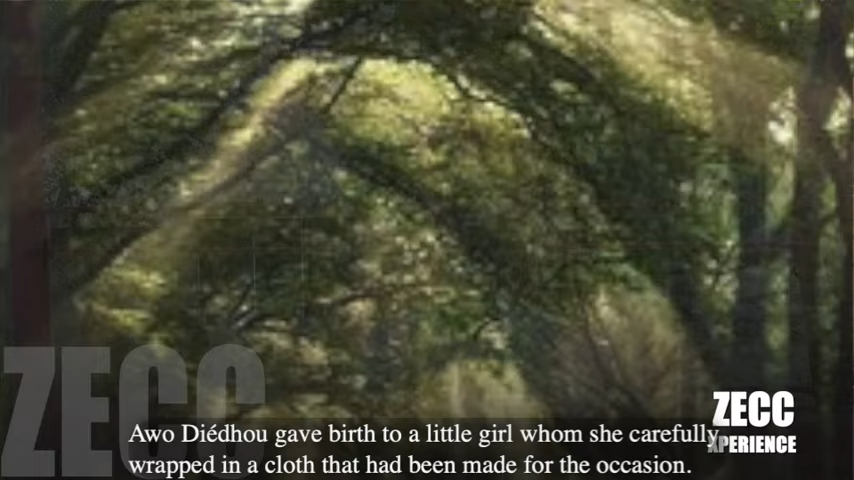 ZECC
ZECC
XPERIENCE
Awo Diédhou gave birth to a little girl whom she carefully
wrapped in a cloth that had been made for the occasion.